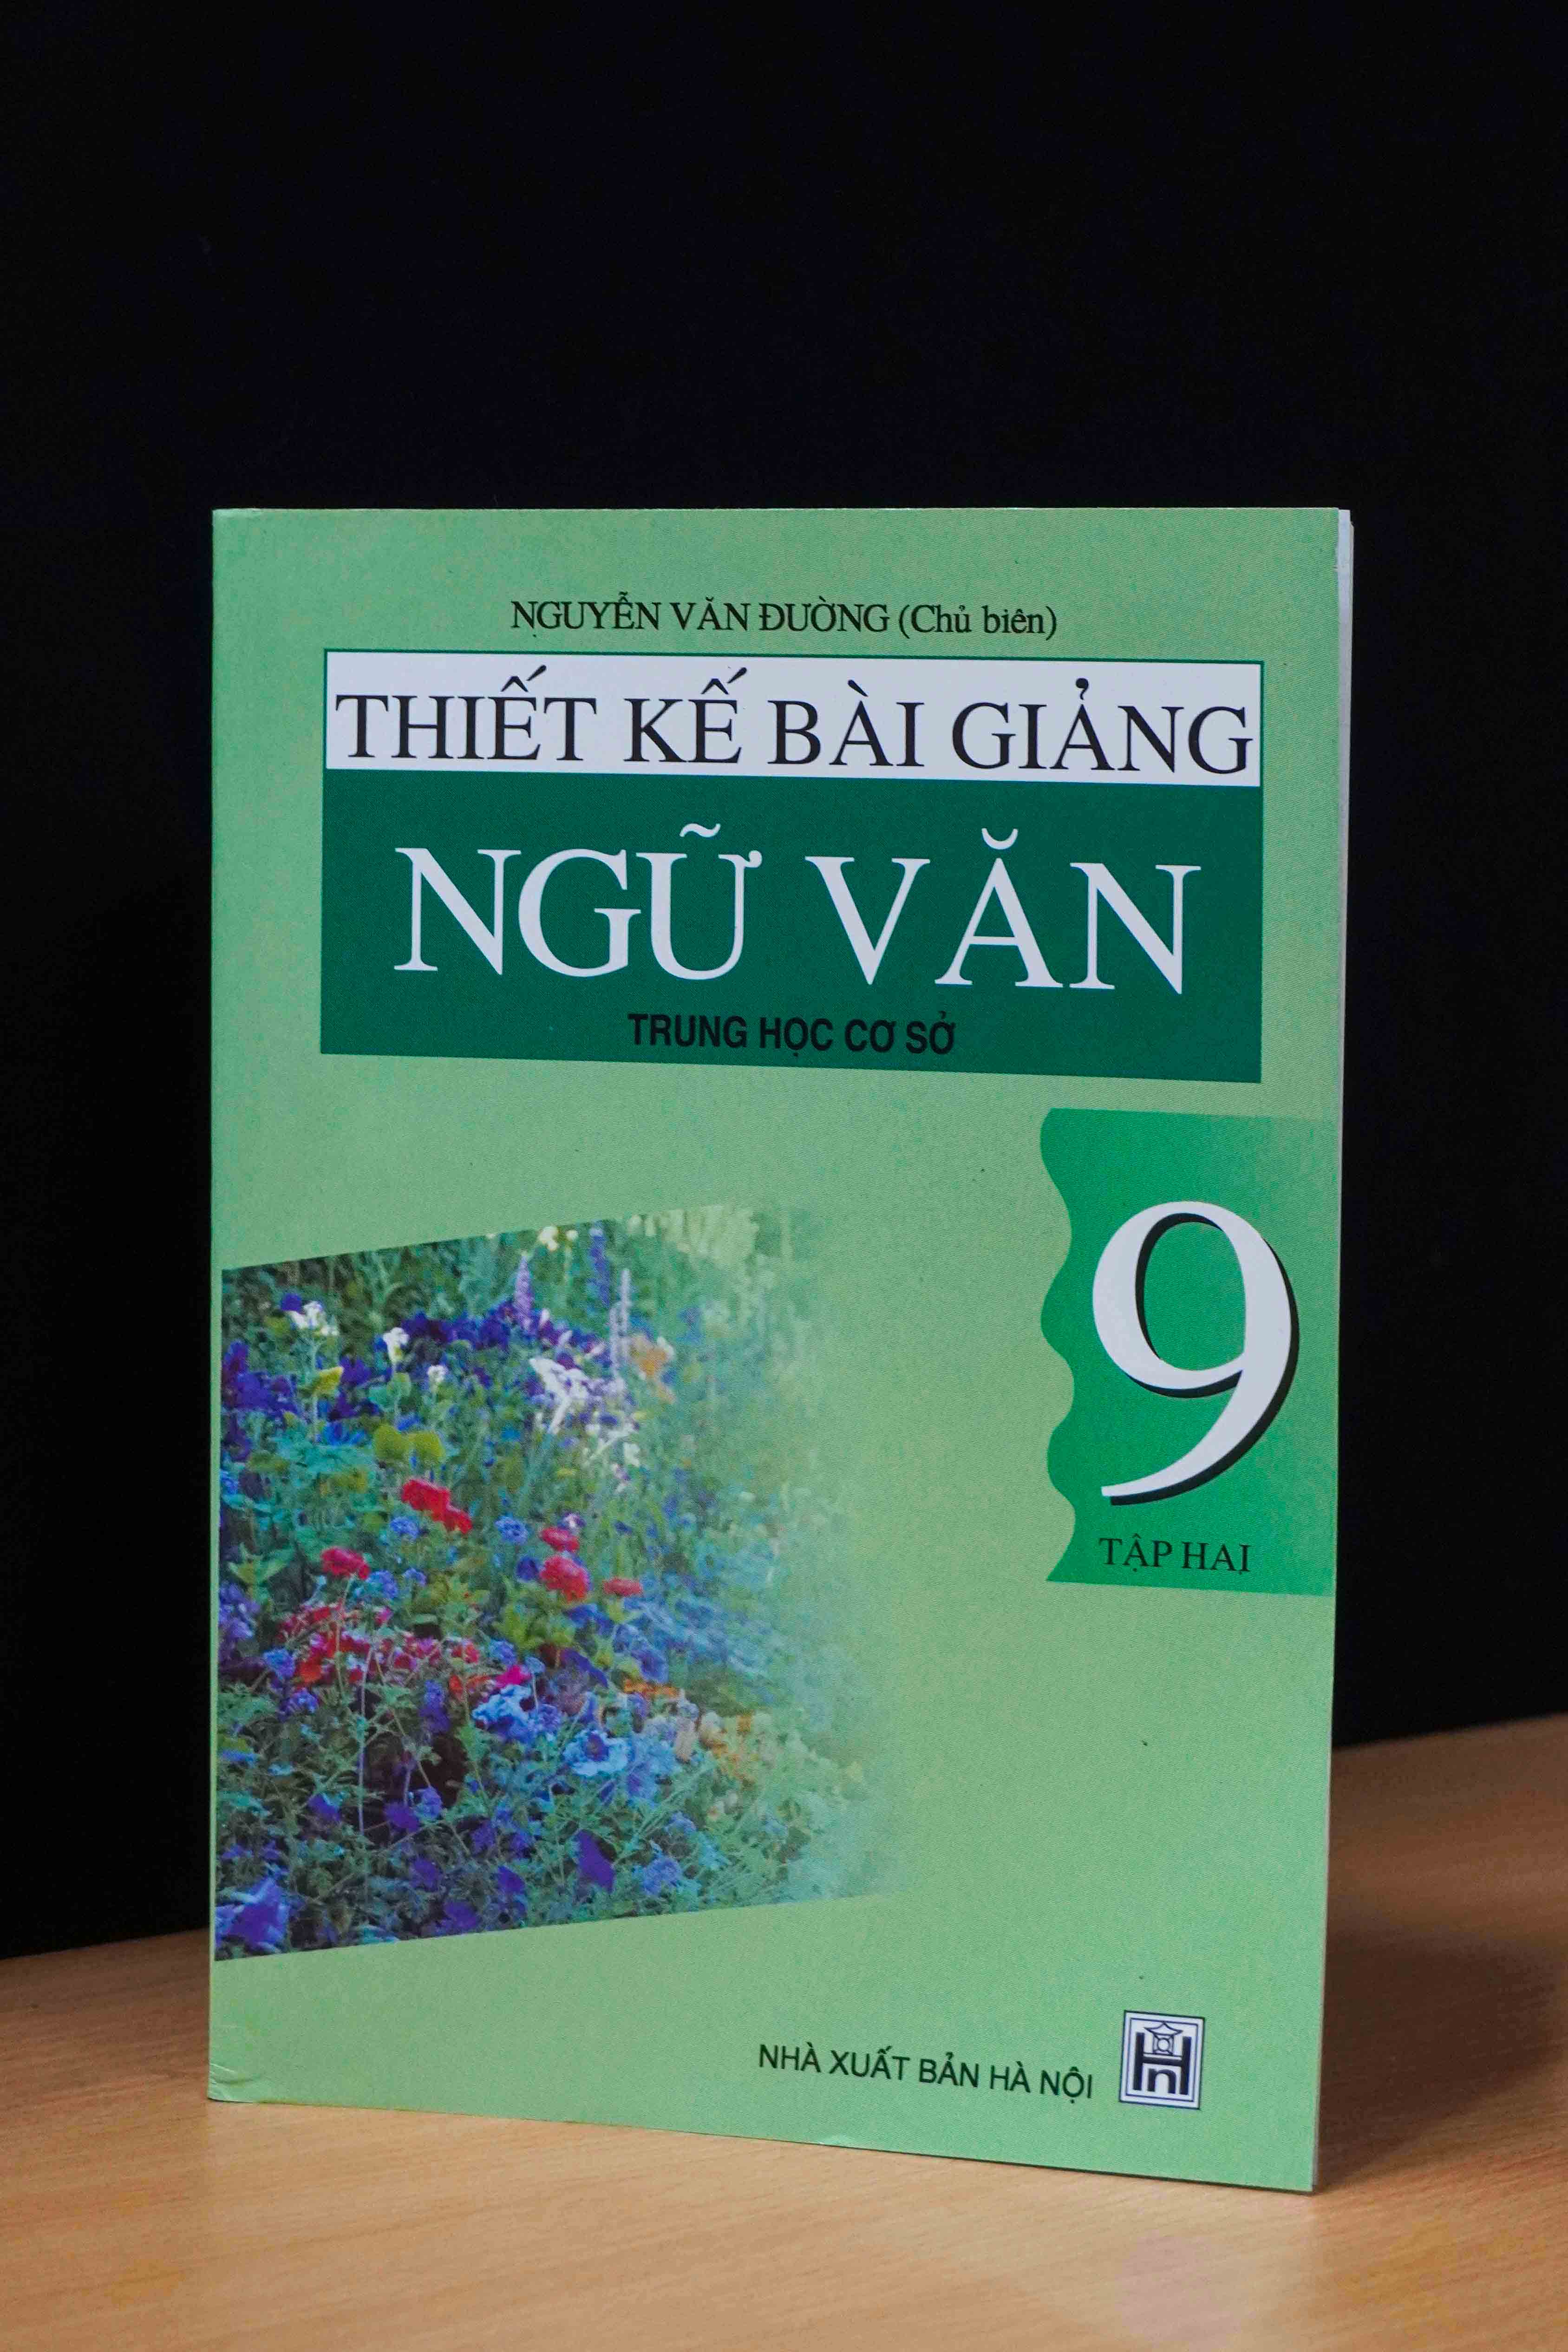 NGUYỄN VĂN ĐƯỜNG (Chủ biên)
THIẾT KẾ BÀI GIẢNG
NGỮ VĂN
TRUNG HỌC CƠ SỞ
9
TẬP HAI
NHÀ XUẤT BẢN HÀ NỘI
Hn